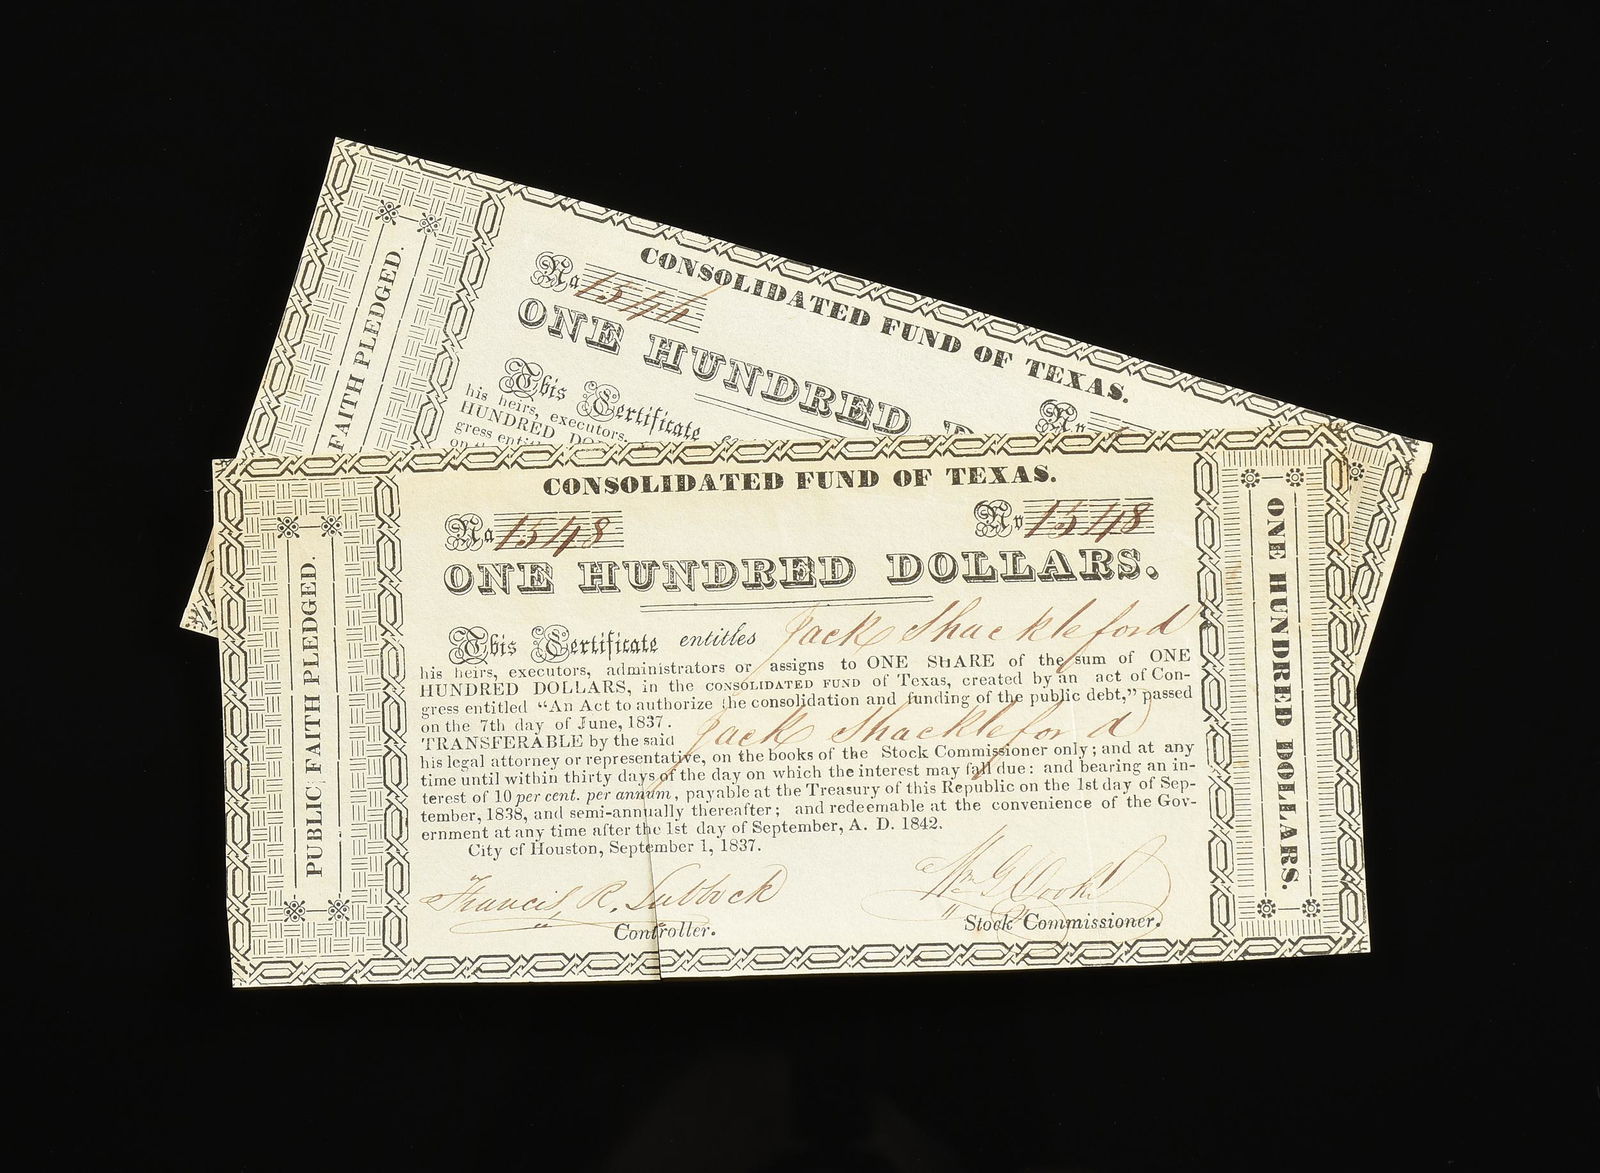 CONSOLIDATED FUND OF TEXAS.
No 1544
No
ONE HUNDRED D
This Certificate
his heirs, executors,
HUNDRED DO
gress enti
on th
FAITH PLEDGED.
CONSOLIDATED FUND OF TEXAS.
No 1548
No 1548
ONE HUNDRED DOLLARS.
This Certificate entitles Jack Shackleford
his heirs, executors, administrators or assigns to ONE SHARE of the sum of ONE
HUNDRED DOLLARS, in the CONSOLIDATED FUND of Texas, created by an act of Con-
gress entitled "An Act to authorize the consolidation and funding of the public debt," passed
on the 7th day of June, 1837.
TRANSFERABLE by the said Jack Shackleford
his legal attorney or representative, on the books of the Stock Commissioner only; and at any
time until within thirty days of the day on which the interest may fall due: and bearing an in-
terest of 10 per cent. per annum, payable at the Treasury of this Republic on the 1st day of Sep-
tember, 1838, and semi-annually thereafter; and redeemable at the convenience of the Gov-
ernment at any time after the 1st day of September, A. D. 1842.
City of Houston, September 1, 1837.
Francis R. Lubbock
Controller.
Wm G Cooke
Stock Commissioner.
PUBLIC FAITH PLEDGED.
ONE HUNDRED DOLLARS.